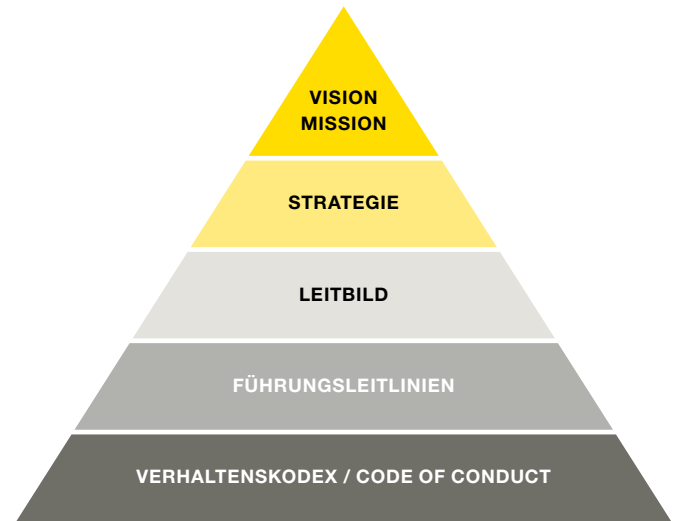 VISION
MISSION
STRATEGIE
LEITBILD
FÜHRUNGSLEITLINIEN
VERHALTENSKODEX / CODE OF CONDUCT